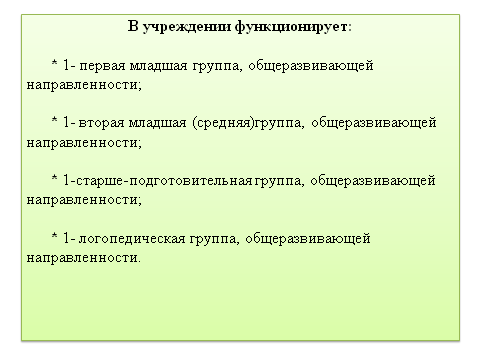 В учреждении функционирует:
* 1- первая младшая группа, общеразвивающей
направленности;
* 1- вторая младшая (средняя)группа, общеразвивающей
направленности;
* 1-старше-подготовительная группа, общеразвивающей
направленности;
* 1- логопедическая группа, общеразвивающей
направленности.